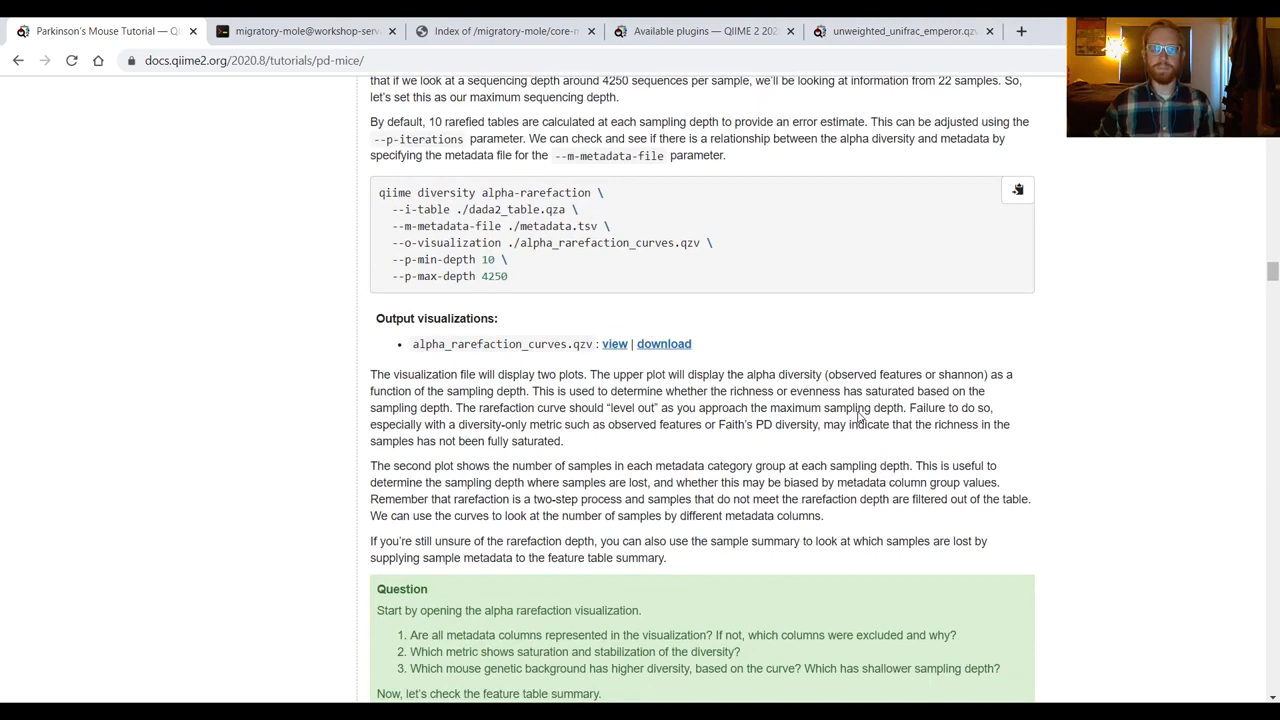 Parkinson's Mouse Tutorial — Q
migratory-mole@workshop-serv
Index of /migratory-mole/core-m
Available plugins — QIIME 2 202
unweighted_unifrac_emperor.qzv
docs.qiime2.org/2020.8/tutorials/pd-mice/
that if we look at a sequencing depth around 4250 sequences per sample, we'll be looking at information from 22 samples. So,
let's set this as our maximum sequencing depth.
By default, 10 rarefied tables are calculated at each sampling depth to provide an error estimate. This can be adjusted using the
--p-iterations parameter. We can check and see if there is a relationship between the alpha diversity and metadata by
specifying the metadata file for the --m-metadata-file parameter.
qiime diversity alpha-rarefaction \
--i-table ./dada2_table.qza \
--m-metadata-file ./metadata.tsv \
--o-visualization ./alpha_rarefaction_curves.qzv \
--p-min-depth 10 \
--p-max-depth 4250
Output visualizations:
• alpha_rarefaction_curves.qzv : view | download
The visualization file will display two plots. The upper plot will display the alpha diversity (observed features or shannon) as a
function of the sampling depth. This is used to determine whether the richness or evenness has saturated based on the
sampling depth. The rarefaction curve should “level out” as you approach the maximum sampling depth. Failure to do so,
especially with a diversity-only metric such as observed features or Faith's PD diversity, may indicate that the richness in the
samples has not been fully saturated.
The second plot shows the number of samples in each metadata category group at each sampling depth. This is useful to
determine the sampling depth where samples are lost, and whether this may be biased by metadata column group values.
Remember that rarefaction is a two-step process and samples that do not meet the rarefaction depth are filtered out of the table.
We can use the curves to look at the number of samples by different metadata columns.
If you're still unsure of the rarefaction depth, you can also use the sample summary to look at which samples are lost by
supplying sample metadata to the feature table summary.
Question
Start by opening the alpha rarefaction visualization.
1. Are all metadata columns represented in the visualization? If not, which columns were excluded and why?
2. Which metric shows saturation and stabilization of the diversity?
3. Which mouse genetic background has higher diversity, based on the curve? Which has shallower sampling depth?
Now, let's check the feature table summary.